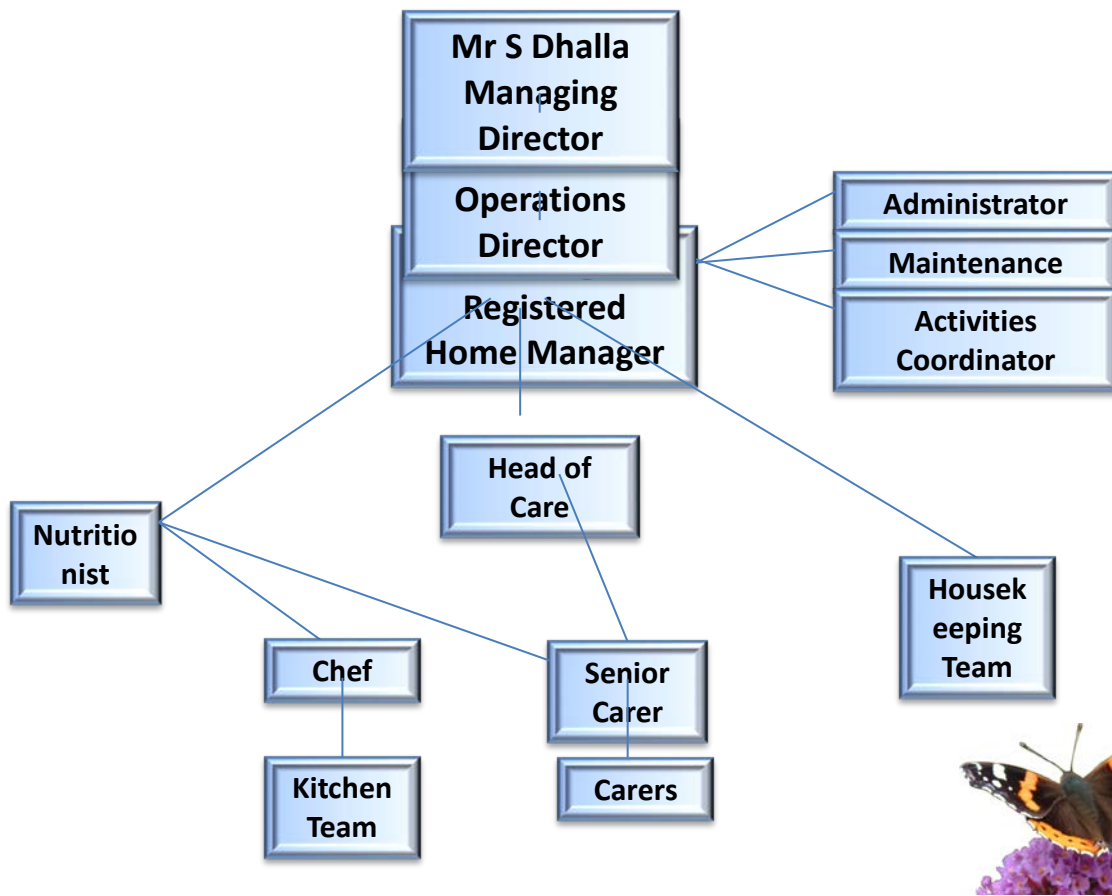 Mr S Dhalla
Managing
Director
Operations
Director
Registered
Home Manager
Administrator
Maintenance
Activities
Coordinator
Head of
Care
Nutritio
nist
Housek
eeping
Team
Chef
Senior
Carer
Kitchen
Team
Carers